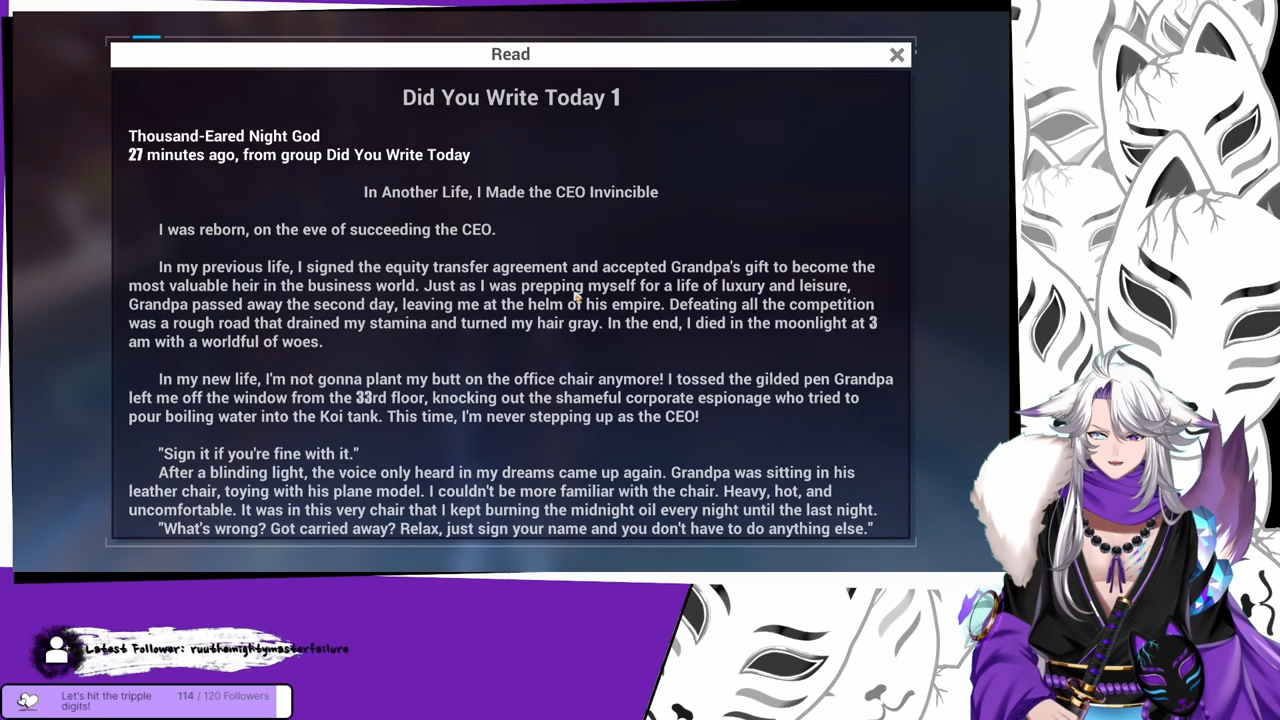 Read
Did You Write Today 1
Thousand-Eared Night God
27 minutes ago, from group Did You Write Today
In Another Life, I Made the CEO Invincible
I was reborn, on the eve of succeeding the CEO.
In my previous life, I signed the equity transfer agreement and accepted Grandpa's gift to become the
most valuable heir in the business world. Just as I was prepping myself for a life of luxury and leisure,
Grandpa passed away the second day, leaving me at the helm of his empire. Defeating all the competition
was a rough road that drained my stamina and turned my hair gray. In the end, I died in the moonlight at 3
am with a worldful of woes.
In my new life, I'm not gonna plant my butt on the office chair anymore! I tossed the gilded pen Grandpa
left me off the window from the 33rd floor, knocking out the shameful corporate espionage who tried to
pour boiling water into the Koi tank. This time, I'm never stepping up as the CEO!
"Sign it if you're fine with it."
After a blinding light, the voice only heard in my dreams came up again. Grandpa was sitting in his
leather chair, toying with his plane model. I couldn't be more familiar with the chair. Heavy, hot, and
uncomfortable. It was in this very chair that I kept burning the midnight oil every night until the last night.
"What's wrong? Got carried away? Relax, just sign your name and you don't have to do anything else."
Latest Follower: ruuthemightymasterfailure
Let's hit the tripple
digits!
114 / 120 Followers